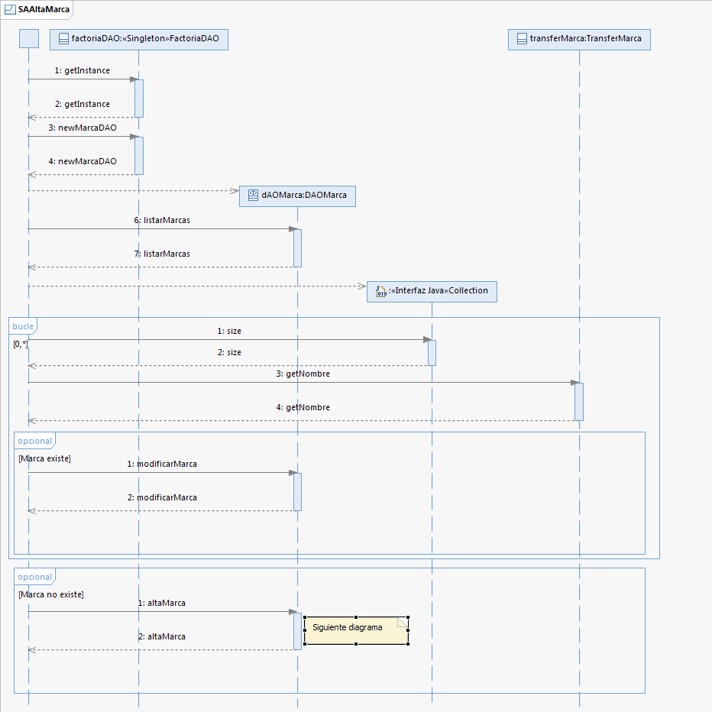 SAAltaMarca
factoriaDAO:«Singleton»FactoriaDAO
transferMarca:TransferMarca
1: getInstance
2: getInstance
3: newMarcaDAO
4: newMarcaDAO
dAOMarca:DAOMarca
6: listarMarcas
7: listarMarcas
:«Interfaz Java»Collection
bucle
[0,*]
1: size
2: size
3: getNombre
4: getNombre
opcional
[Marca existe]
1: modificarMarca
2: modificarMarca
opcional
[Marca no existe]
1: altaMarca
Siguiente diagrama
2: altaMarca